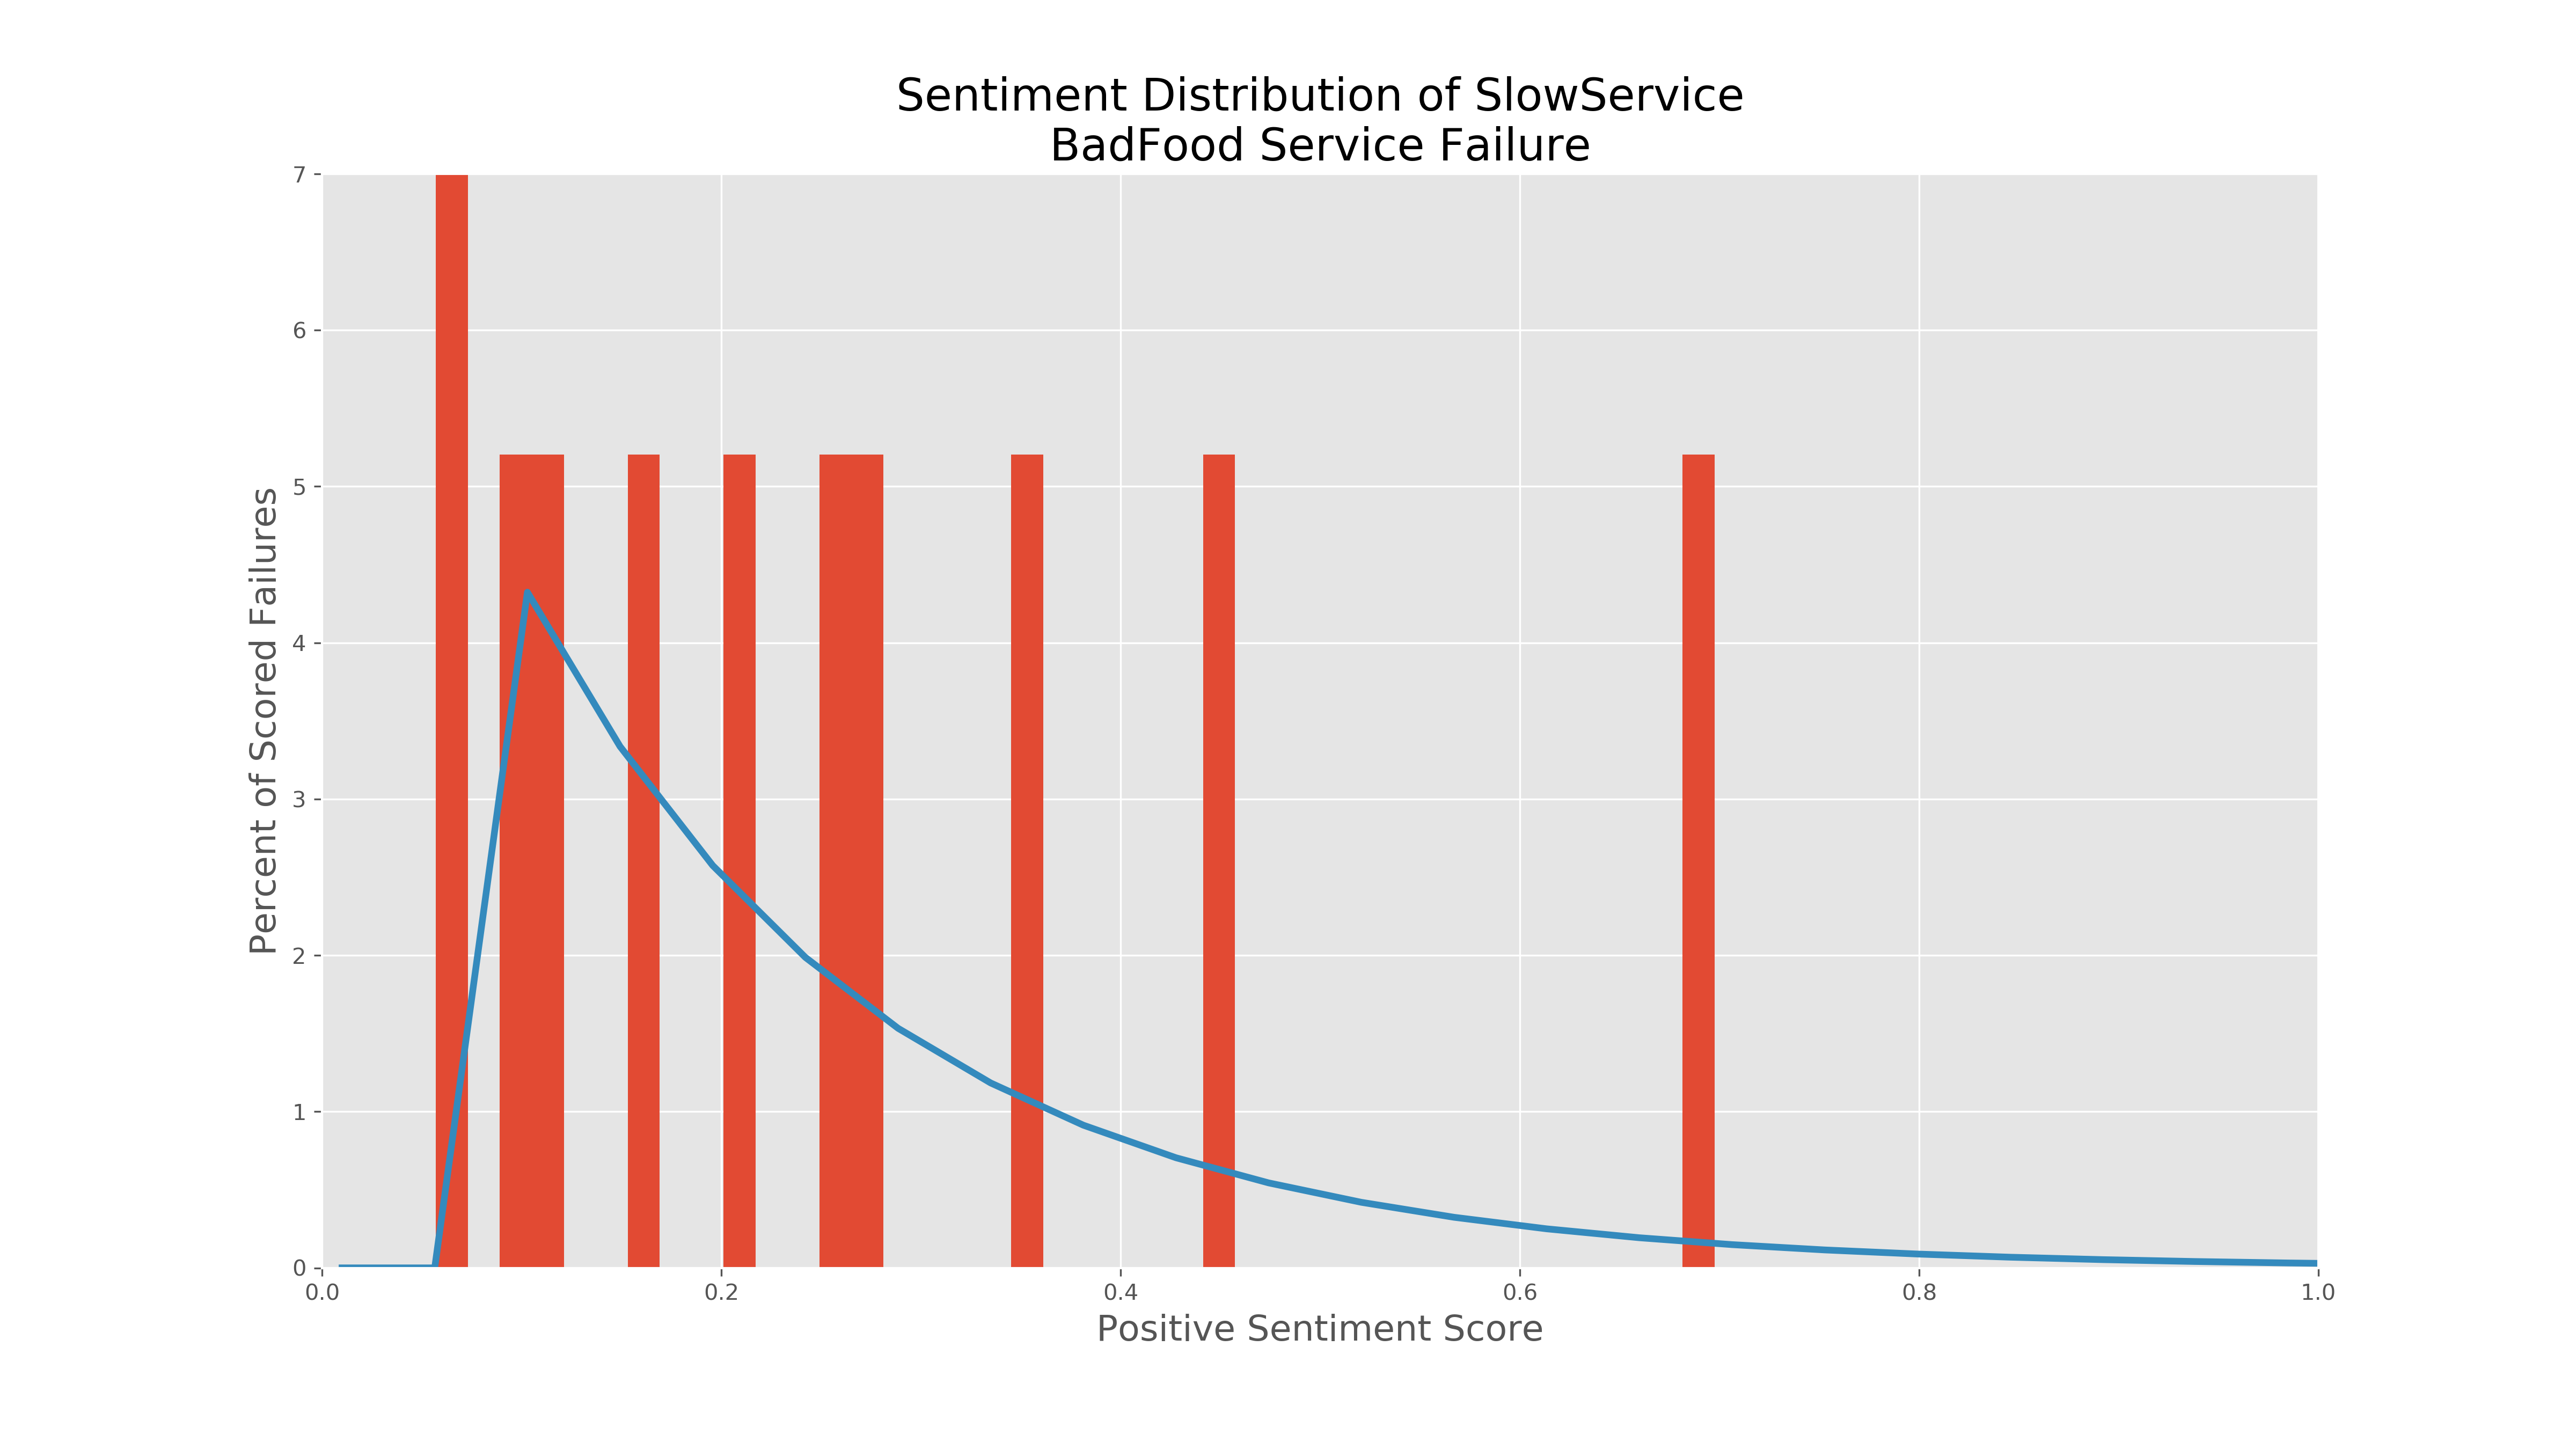 Sentiment Distribution of SlowService
BadFood Service Failure
7
6
5
4
3
2
1
0
Percent of Scored Failures
0.0 0.2 0.4 0.6 0.8 1.0
Positive Sentiment Score